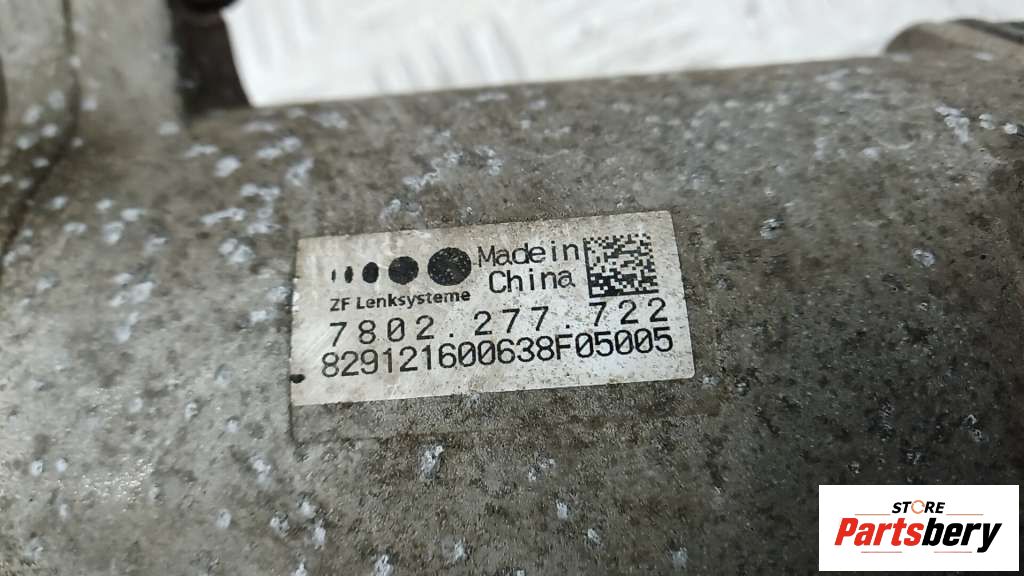 Made in
China
ZF Lenksysteme
7802.277.722
829121600638F05005
STORE
Partsbery